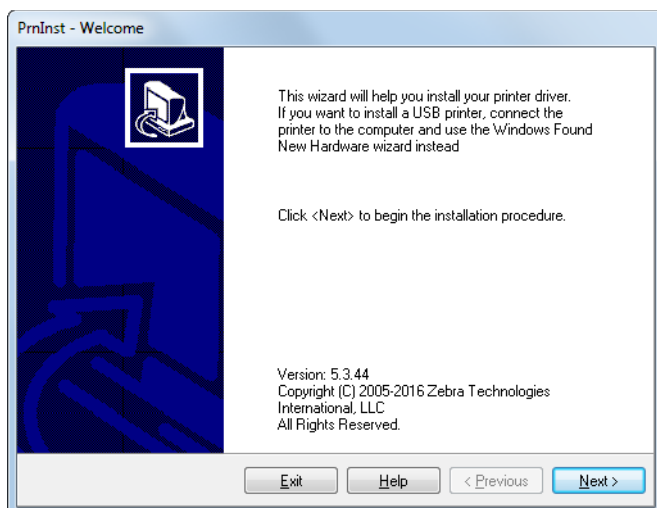 PrnInst - Welcome
This wizard will help you install your printer driver.
If you want to install a USB printer, connect the
printer to the computer and use the Windows Found
New Hardware wizard instead
Click <Next> to begin the installation procedure.
Version: 5.3.44
Copyright (C) 2005-2016 Zebra Technologies
International, LLC
All Rights Reserved.
Exit Help < Previous Next >